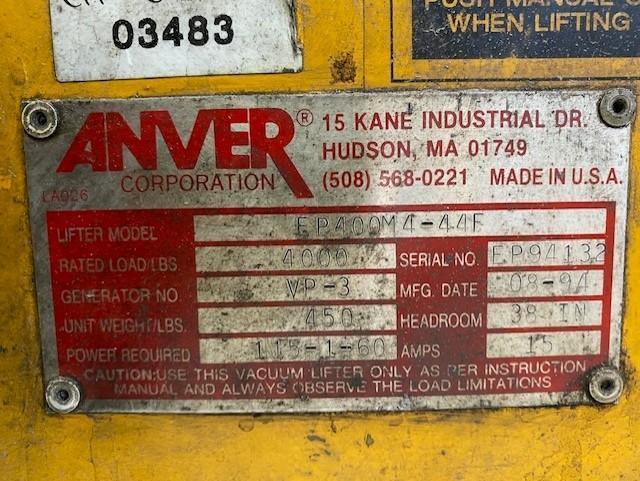 03483
PUSH MANUAL
WHEN LIFTING
ANVER®
CORPORATION
15 KANE INDUSTRIAL DR.
HUDSON, MA 01749
(508) 568-0221 MADE IN U.S.A.
LA026
LIFTER MODEL EP400M4-44F
RATED LOAD/LBS. 4000 SERIAL NO. EP94132
GENERATOR NO. VP-3 MFG. DATE 08-94
UNIT WEIGHT/LBS. 450 HEADROOM 38 IN
POWER REQUIRED 115-1-60 AMPS 15
CAUTION:USE THIS VACUUM LIFTER ONLY AS PER INSTRUCTION
MANUAL AND ALWAYS OBSERVE THE LOAD LIMITATIONS